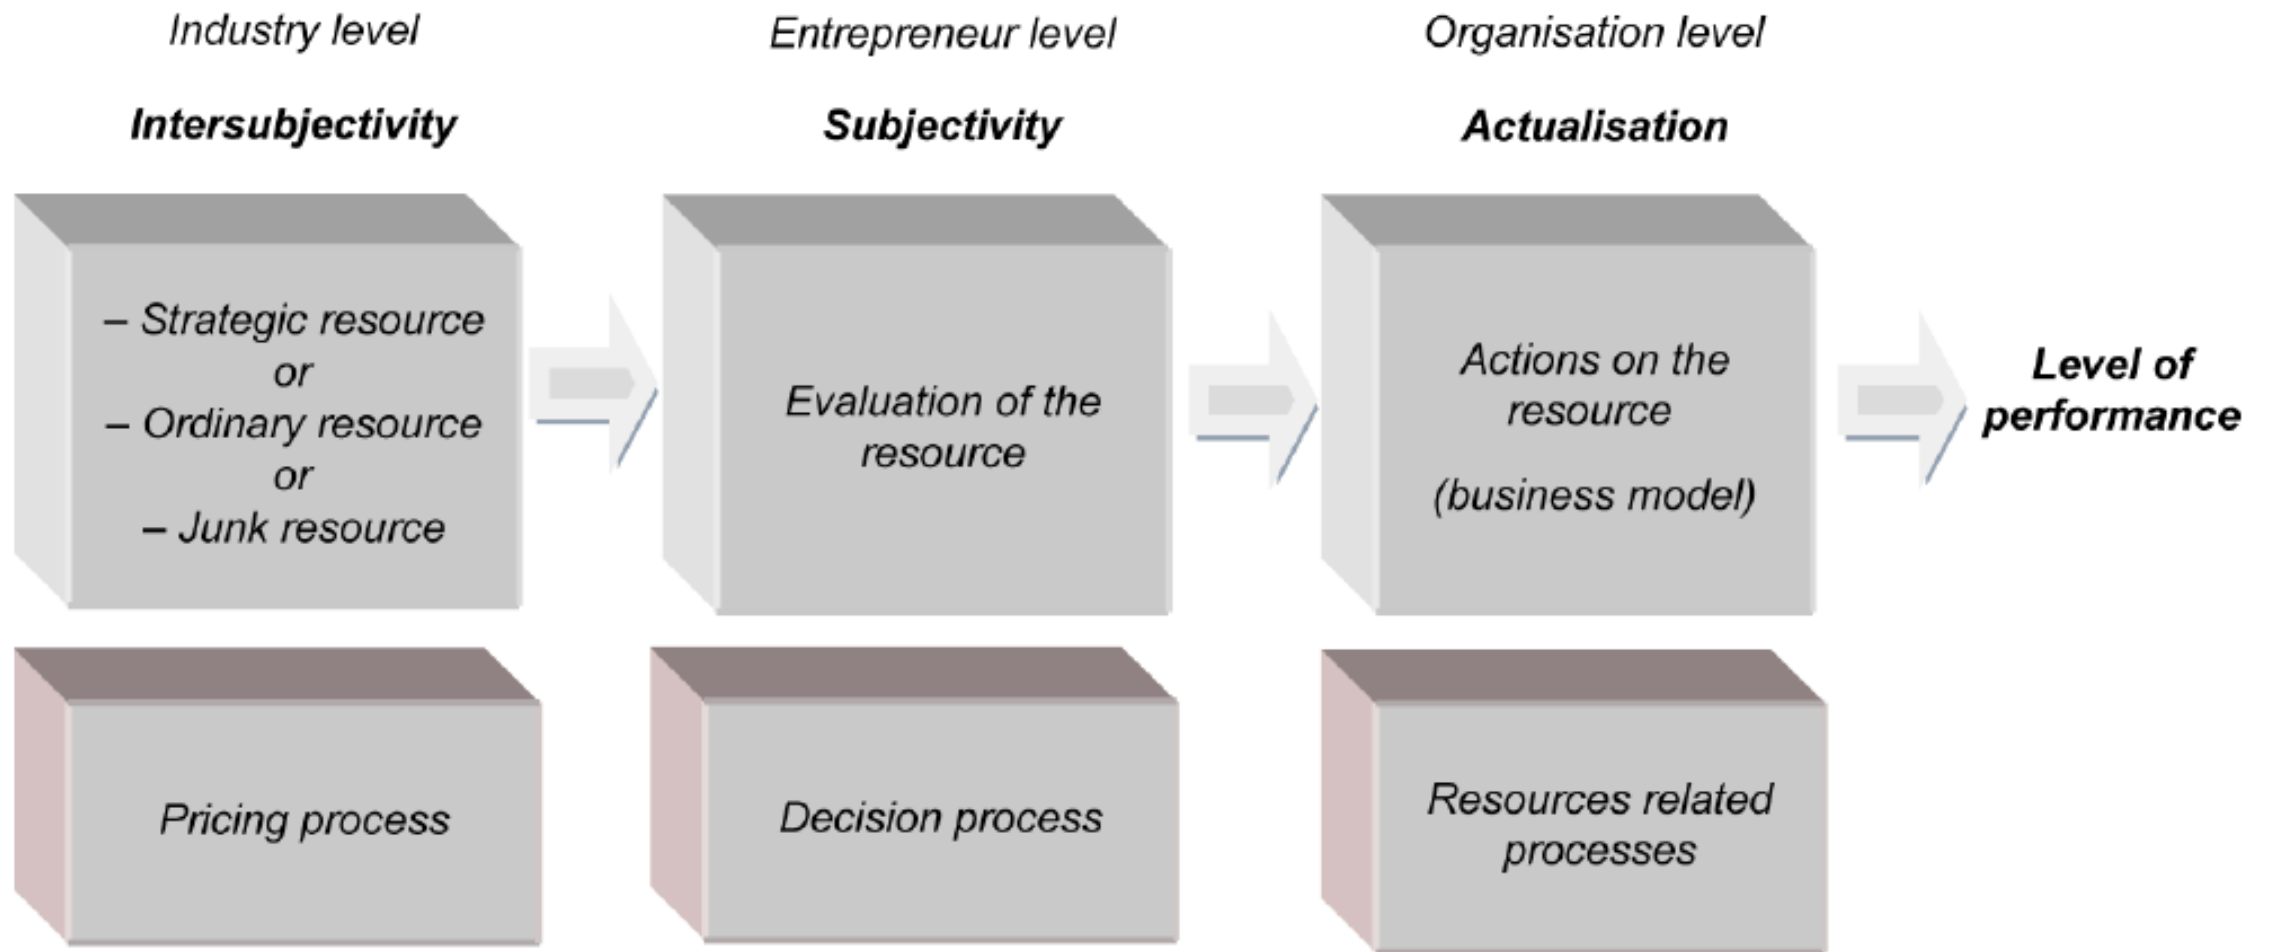 Industry level
Entrepreneur level
Organisation level
Intersubjectivity
Subjectivity
Actualisation
– Strategic resource
or
– Ordinary resource
or
– Junk resource
Evaluation of the
resource
Actions on the
resource
(business model)
Level of
performance
Pricing process
Decision process
Resources related
processes